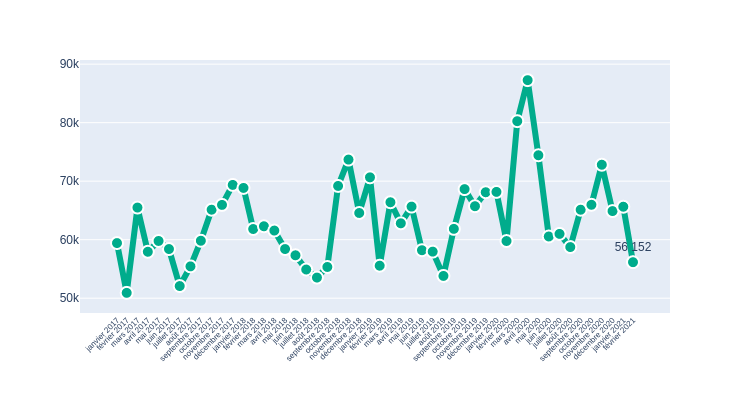 90k
80k
70k
60k
50k
56,152
janvier 2017
février 2017
mars 2017
avril 2017
mai 2017
juin 2017
juillet 2017
août 2017
septembre 2017
octobre 2017
novembre 2017
décembre 2017
janvier 2018
février 2018
mars 2018
avril 2018
mai 2018
juin 2018
juillet 2018
août 2018
septembre 2018
octobre 2018
novembre 2018
décembre 2018
janvier 2019
février 2019
mars 2019
avril 2019
mai 2019
juin 2019
juillet 2019
août 2019
septembre 2019
octobre 2019
novembre 2019
décembre 2019
janvier 2020
février 2020
mars 2020
avril 2020
mai 2020
juin 2020
juillet 2020
août 2020
septembre 2020
octobre 2020
novembre 2020
décembre 2020
janvier 2021
février 2021